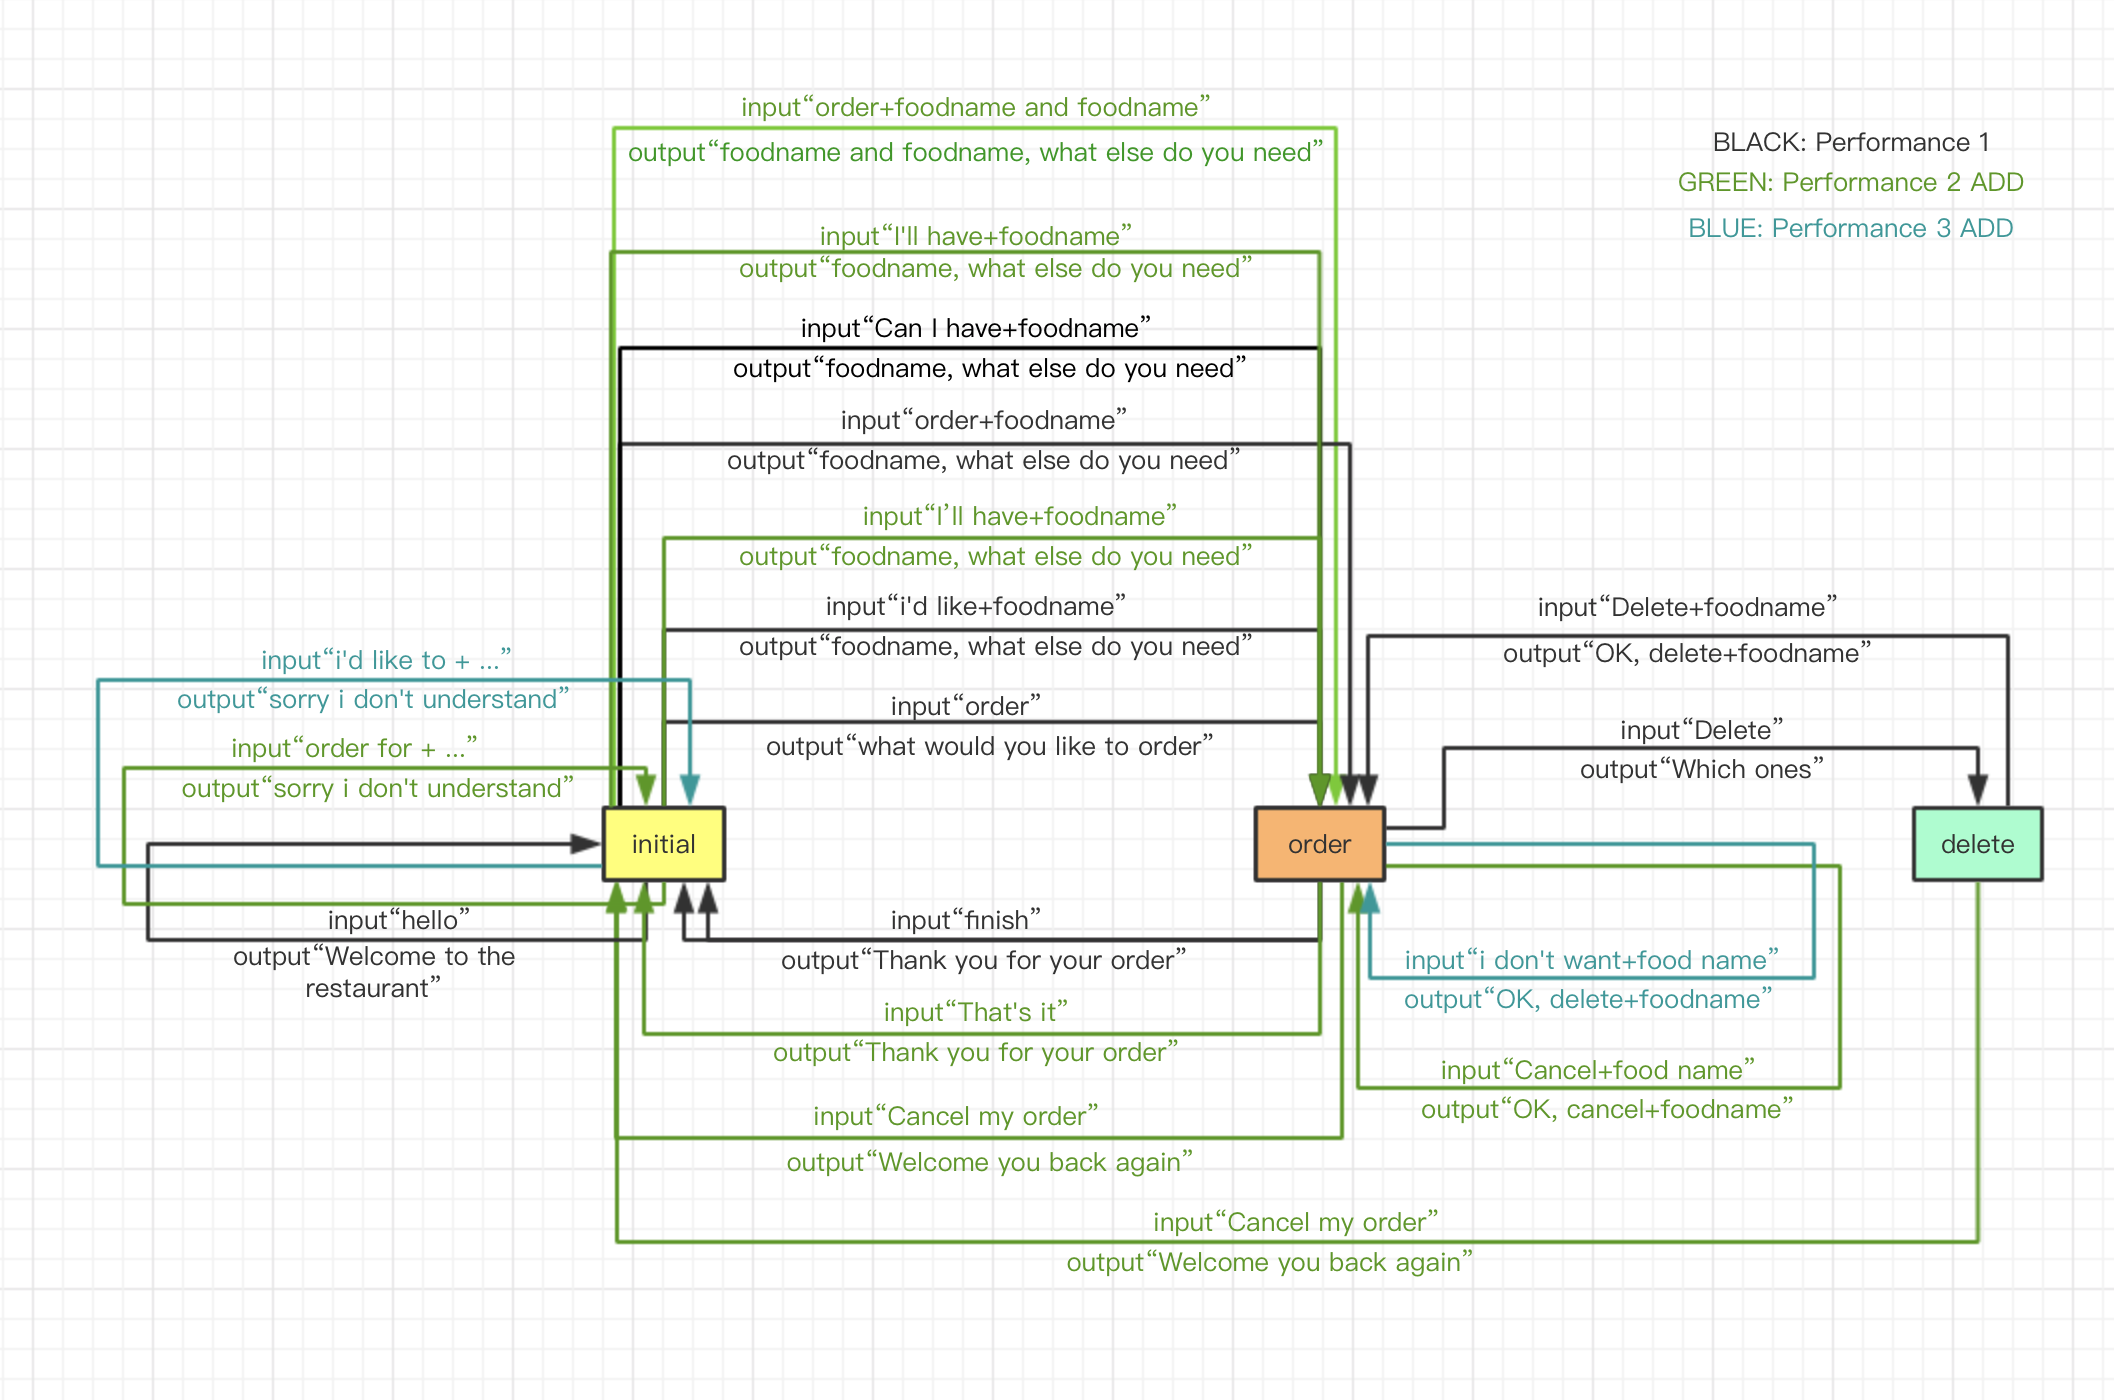 input“order+foodname and foodname”
output“foodname and foodname, what else do you need”
BLACK: Performance 1
GREEN: Performance 2 ADD
BLUE: Performance 3 ADD
input“I'll have+foodname”
output“foodname, what else do you need”
input“Can I have+foodname”
output“foodname, what else do you need”
input“order+foodname”
output“foodname, what else do you need”
input“I’ll have+foodname”
output“foodname, what else do you need”
input“i'd like+foodname”
output“foodname, what else do you need”
input“Delete+foodname”
output“OK, delete+foodname”
input“i'd like to + ...”
output“sorry i don't understand”
input“order”
output“what would you like to order”
input“Delete”
output“Which ones”
input“order for + ...”
output“sorry i don't understand”
initial
order
delete
input“hello”
output“Welcome to the
restaurant”
input“finish”
output“Thank you for your order”
input“i don't want+food name”
output“OK, delete+foodname”
input“That's it”
output“Thank you for your order”
input“Cancel+food name”
output“OK, cancel+foodname”
input“Cancel my order”
output“Welcome you back again”
input“Cancel my order”
output“Welcome you back again”